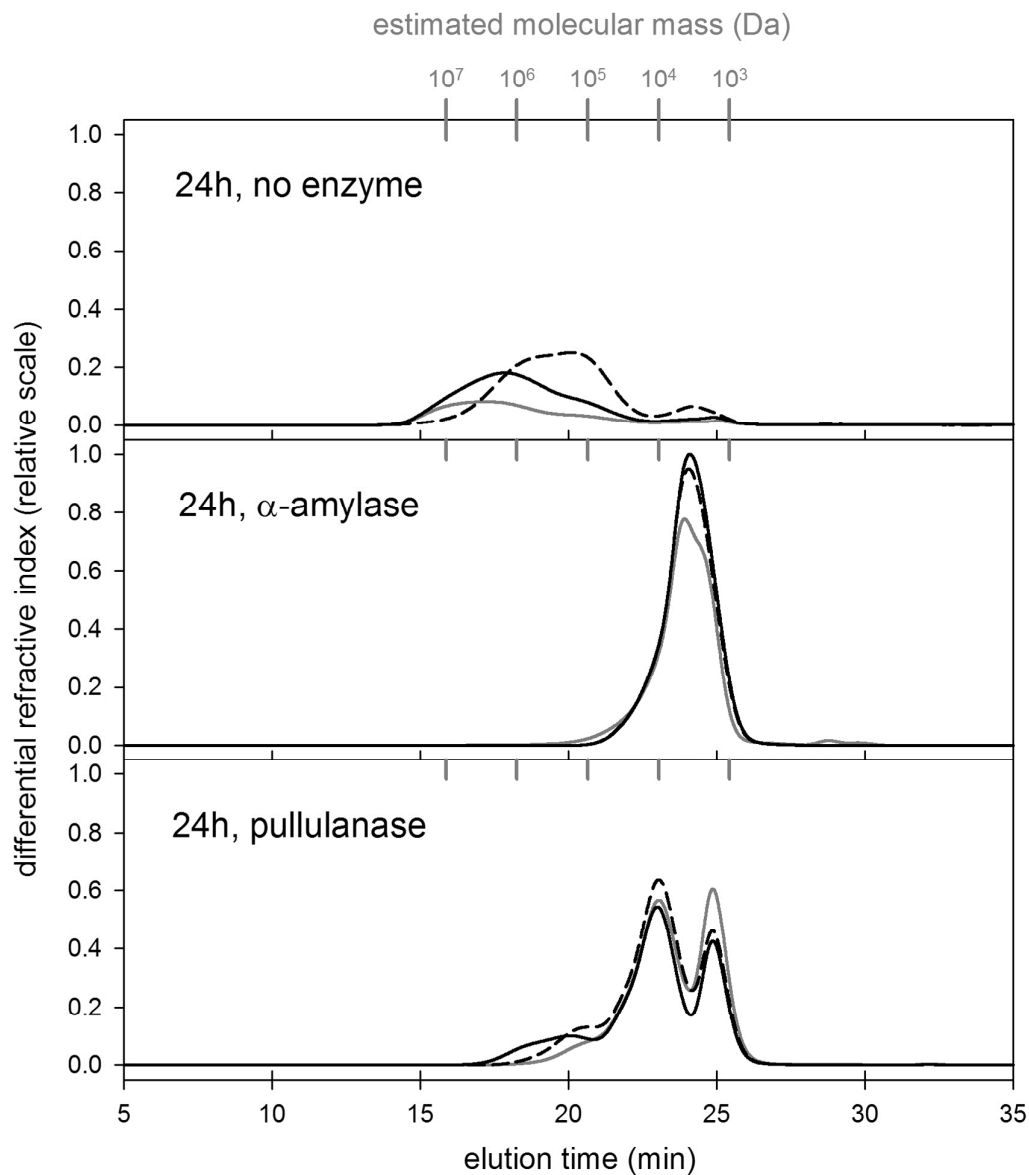 estimated molecular mass (Da)
10⁷ 10⁶ 10⁵ 10⁴ 10³
1.0
24h, no enzyme
0.8
0.6
0.4
0.2
0.0
1.0
24h, α-amylase
0.8
0.6
0.4
0.2
0.0
1.0
24h, pullulanase
0.8
0.6
0.4
0.2
0.0
differential refractive index (relative scale)
5 10 15 20 25 30 35
elution time (min)